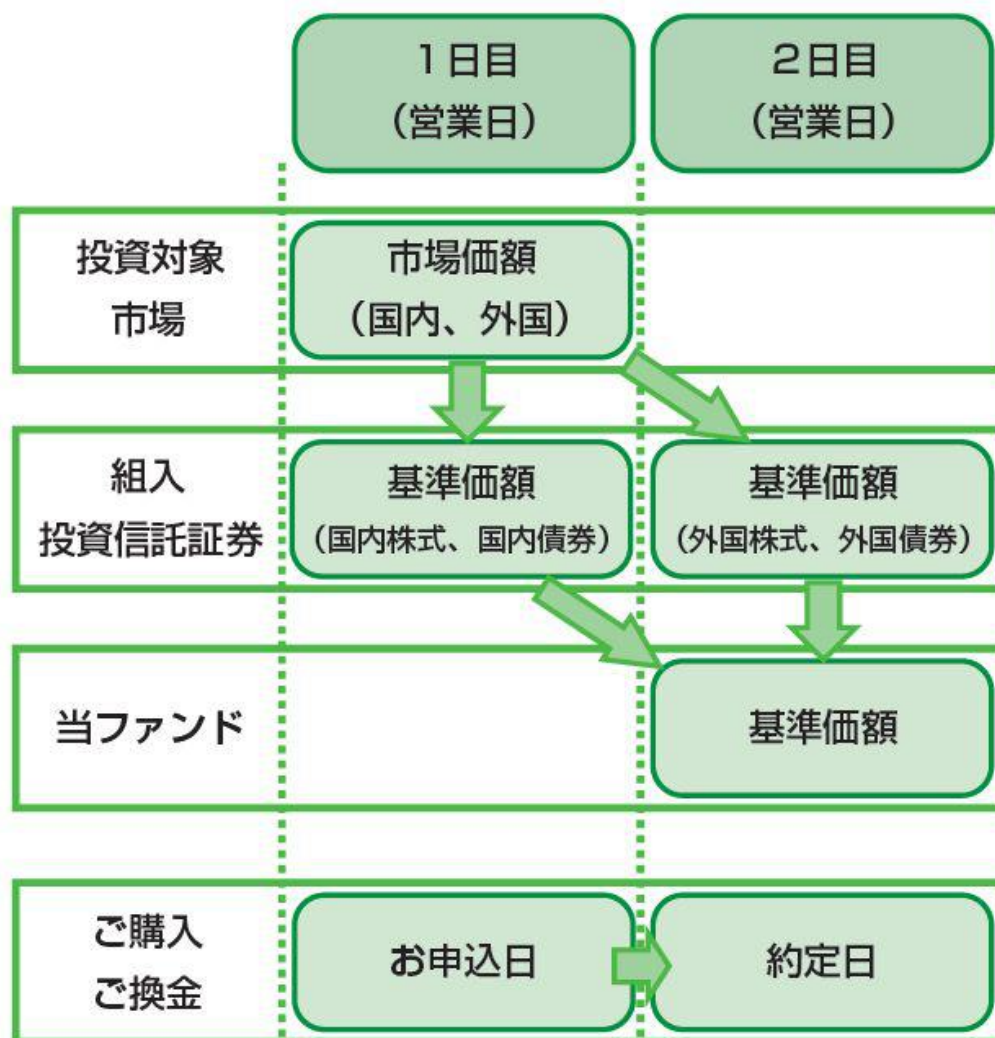 1日目
(営業日)
2日目
(営業日)
投資対象
市場
市場価額
(国内、外国)
組入
投資信託証券
基準価額
(国内株式、国内債券)
基準価額
(外国株式、外国債券)
当ファンド
基準価額
ご購入
ご換金
お申込日
約定日